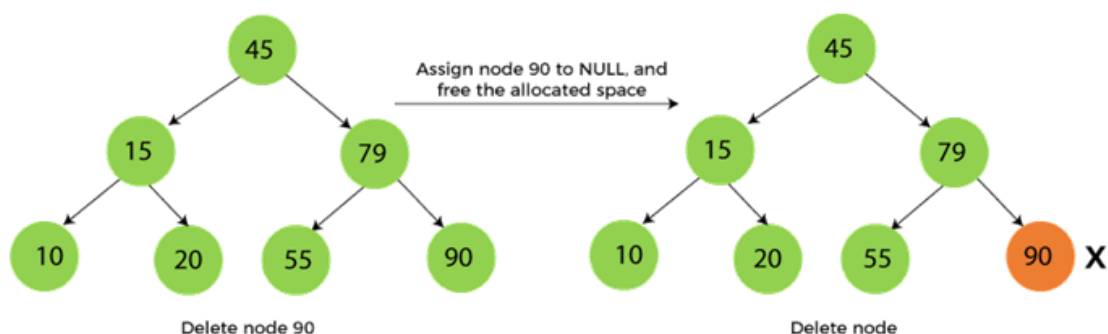 45
45
Assign node 90 to NULL, and
free the allocated space
15
79
15
79
10
20
55
90
10
20
55
90
X
Delete node 90
Delete node